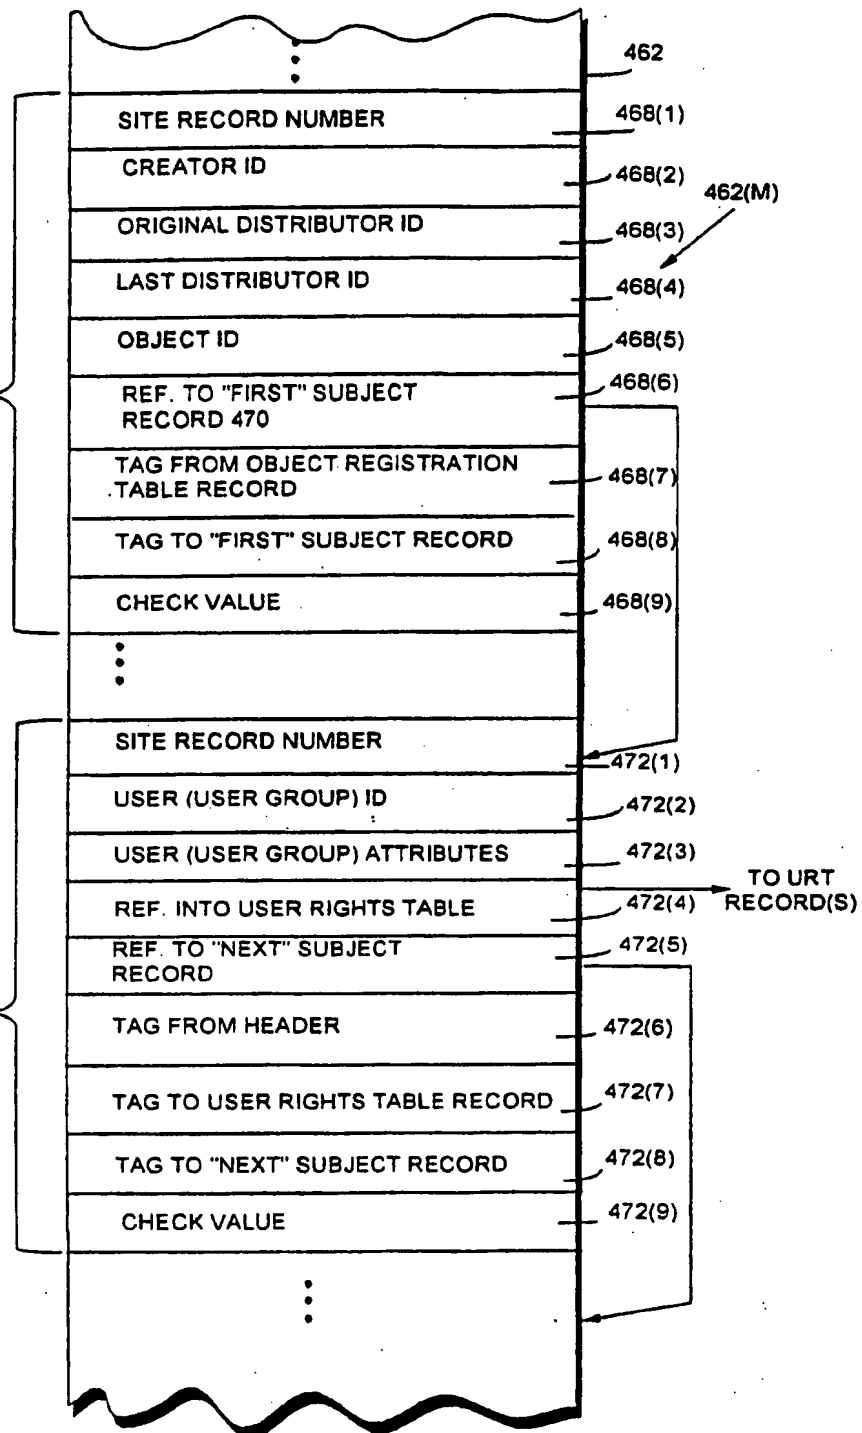 462
SITE RECORD NUMBER 468(1)
CREATOR ID 468(2)
462(M)
ORIGINAL DISTRIBUTOR ID 468(3)
LAST DISTRIBUTOR ID 468(4)
OBJECT ID 468(5)
REF. TO "FIRST" SUBJECT 468(6)
RECORD 470
TAG FROM OBJECT REGISTRATION
TABLE RECORD 468(7)
TAG TO "FIRST" SUBJECT RECORD 468(8)
CHECK VALUE 468(9)
SITE RECORD NUMBER
472(1)
USER (USER GROUP) ID 472(2)
USER (USER GROUP) ATTRIBUTES 472(3)
TO URT
RECORD(S)
REF. INTO USER RIGHTS TABLE 472(4)
REF. TO "NEXT" SUBJECT 472(5)
RECORD
TAG FROM HEADER 472(6)
TAG TO USER RIGHTS TABLE RECORD 472(7)
TAG TO "NEXT" SUBJECT RECORD 472(8)
CHECK VALUE 472(9)